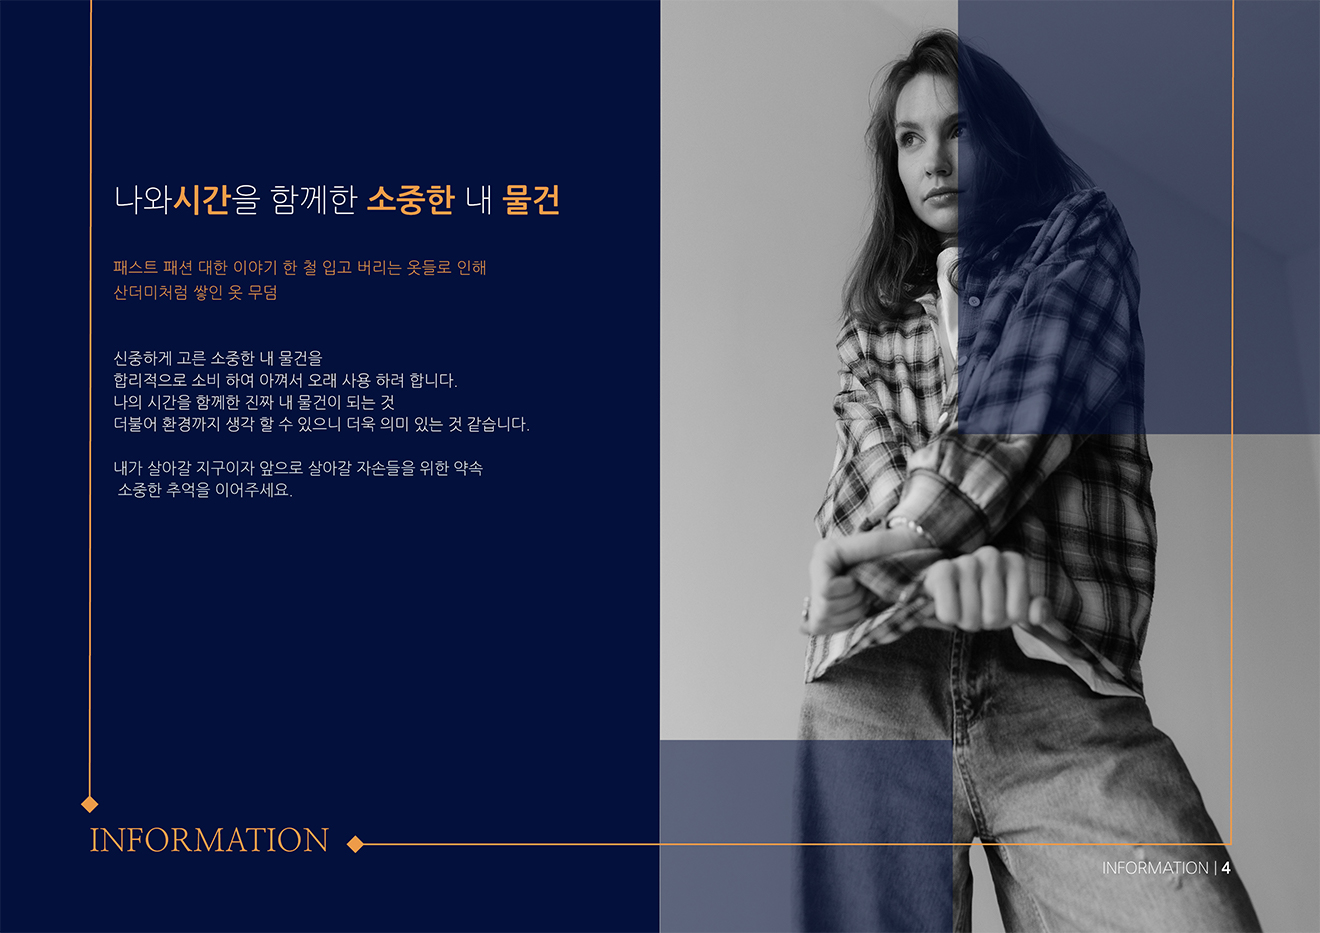 나와시간을 함께한 소중한 내 물건
패스트 패션 대한 이야기 한 철 입고 버리는 옷들로 인해
산더미처럼 쌓인 옷 무덤
신중하게 고른 소중한 내 물건을
합리적으로 소비 하여 아껴서 오래 사용 하려 합니다.
나의 시간을 함께한 진짜 내 물건이 되는 것
더불어 환경까지 생각 할 수 있으니 더욱 의미 있는 것 같습니다.
내가 살아갈 지구이자 앞으로 살아갈 자손들을 위한 약속
소중한 추억을 이어주세요.
INFORMATION
INFORMATION | 4